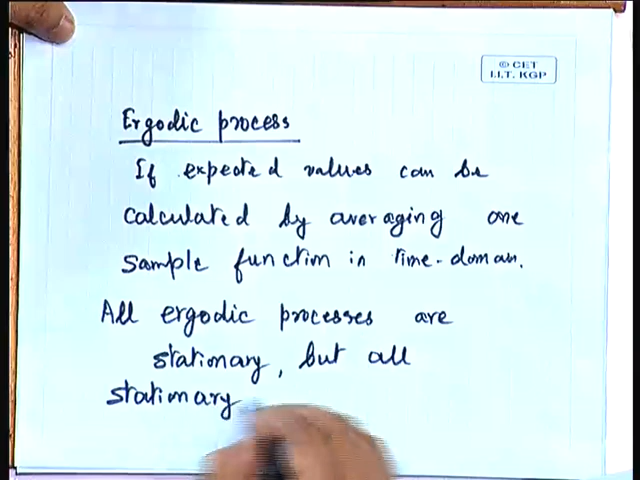 © CET
I.I.T. KGP
Ergodic process
If expected values can be
calculated by averaging one
sample function in time-domain.
All ergodic processes are
stationary, but all
stationary